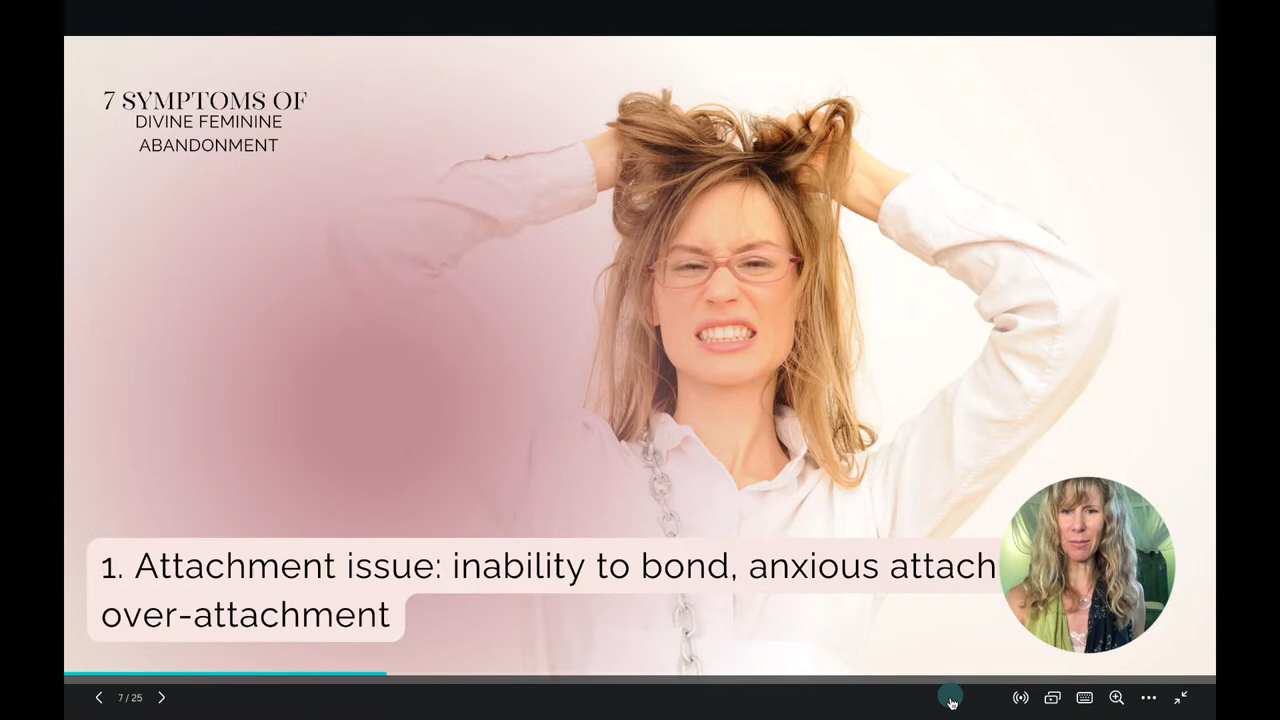 7 SYMPTOMS OF
DIVINE FEMININE
ABANDONMENT
1. Attachment issue: inability to bond, anxious attach
over-attachment
7 / 25